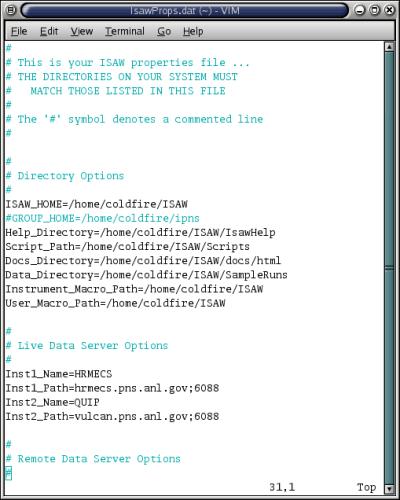 IsawProps.dat (~) - VIM
File Edit View Terminal Go Help
#
# This is your ISAW properties file ...
# THE DIRECTORIES ON YOUR SYSTEM MUST
#   MATCH THOSE LISTED IN THIS FILE
#
# The '#' symbol denotes a commented line
#
#
# Directory Options
#
ISAW_HOME=/home/coldfire/ISAW
#GROUP_HOME=/home/coldfire/ipns
Help_Directory=/home/coldfire/ISAW/IsawHelp
Script_Path=/home/coldfire/ISAW/Scripts
Docs_Directory=/home/coldfire/ISAW/docs/html
Data_Directory=/home/coldfire/ISAW/SampleRuns
Instrument_Macro_Path=/home/coldfire/ISAW
User_Macro_Path=/home/coldfire/ISAW
#
# Live Data Server Options
#
Inst1_Name=HRMECS
Inst1_Path=hrmecs.pns.anl.gov;6088
Inst2_Name=QUIP
Inst2_Path=vulcan.pns.anl.gov;6088
#
# Remote Data Server Options
#
31,1 Top